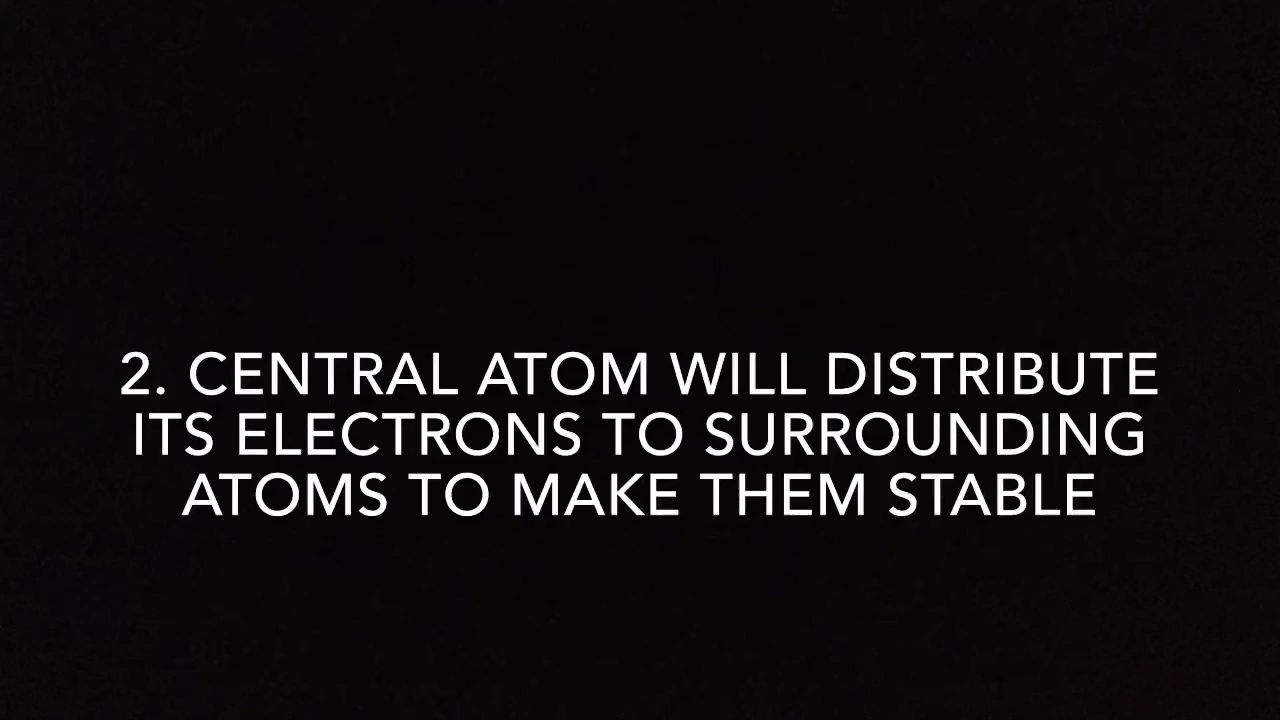 2. CENTRAL ATOM WILL DISTRIBUTE
ITS ELECTRONS TO SURROUNDING
ATOMS TO MAKE THEM STABLE